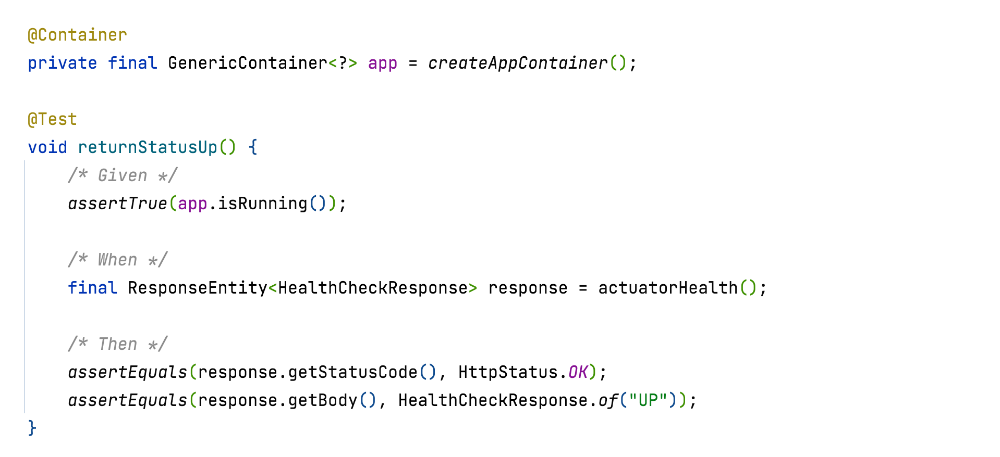 @Container
private final GenericContainer<?> app = createAppContainer();
@Test
void returnStatusUp() {
/* Given */
assertTrue(app.isRunning());
/* When */
final ResponseEntity<HealthCheckResponse> response = actuatorHealth();
/* Then */
assertEquals(response.getStatusCode(), HttpStatus.OK);
assertEquals(response.getBody(), HealthCheckResponse.of("UP"));
}